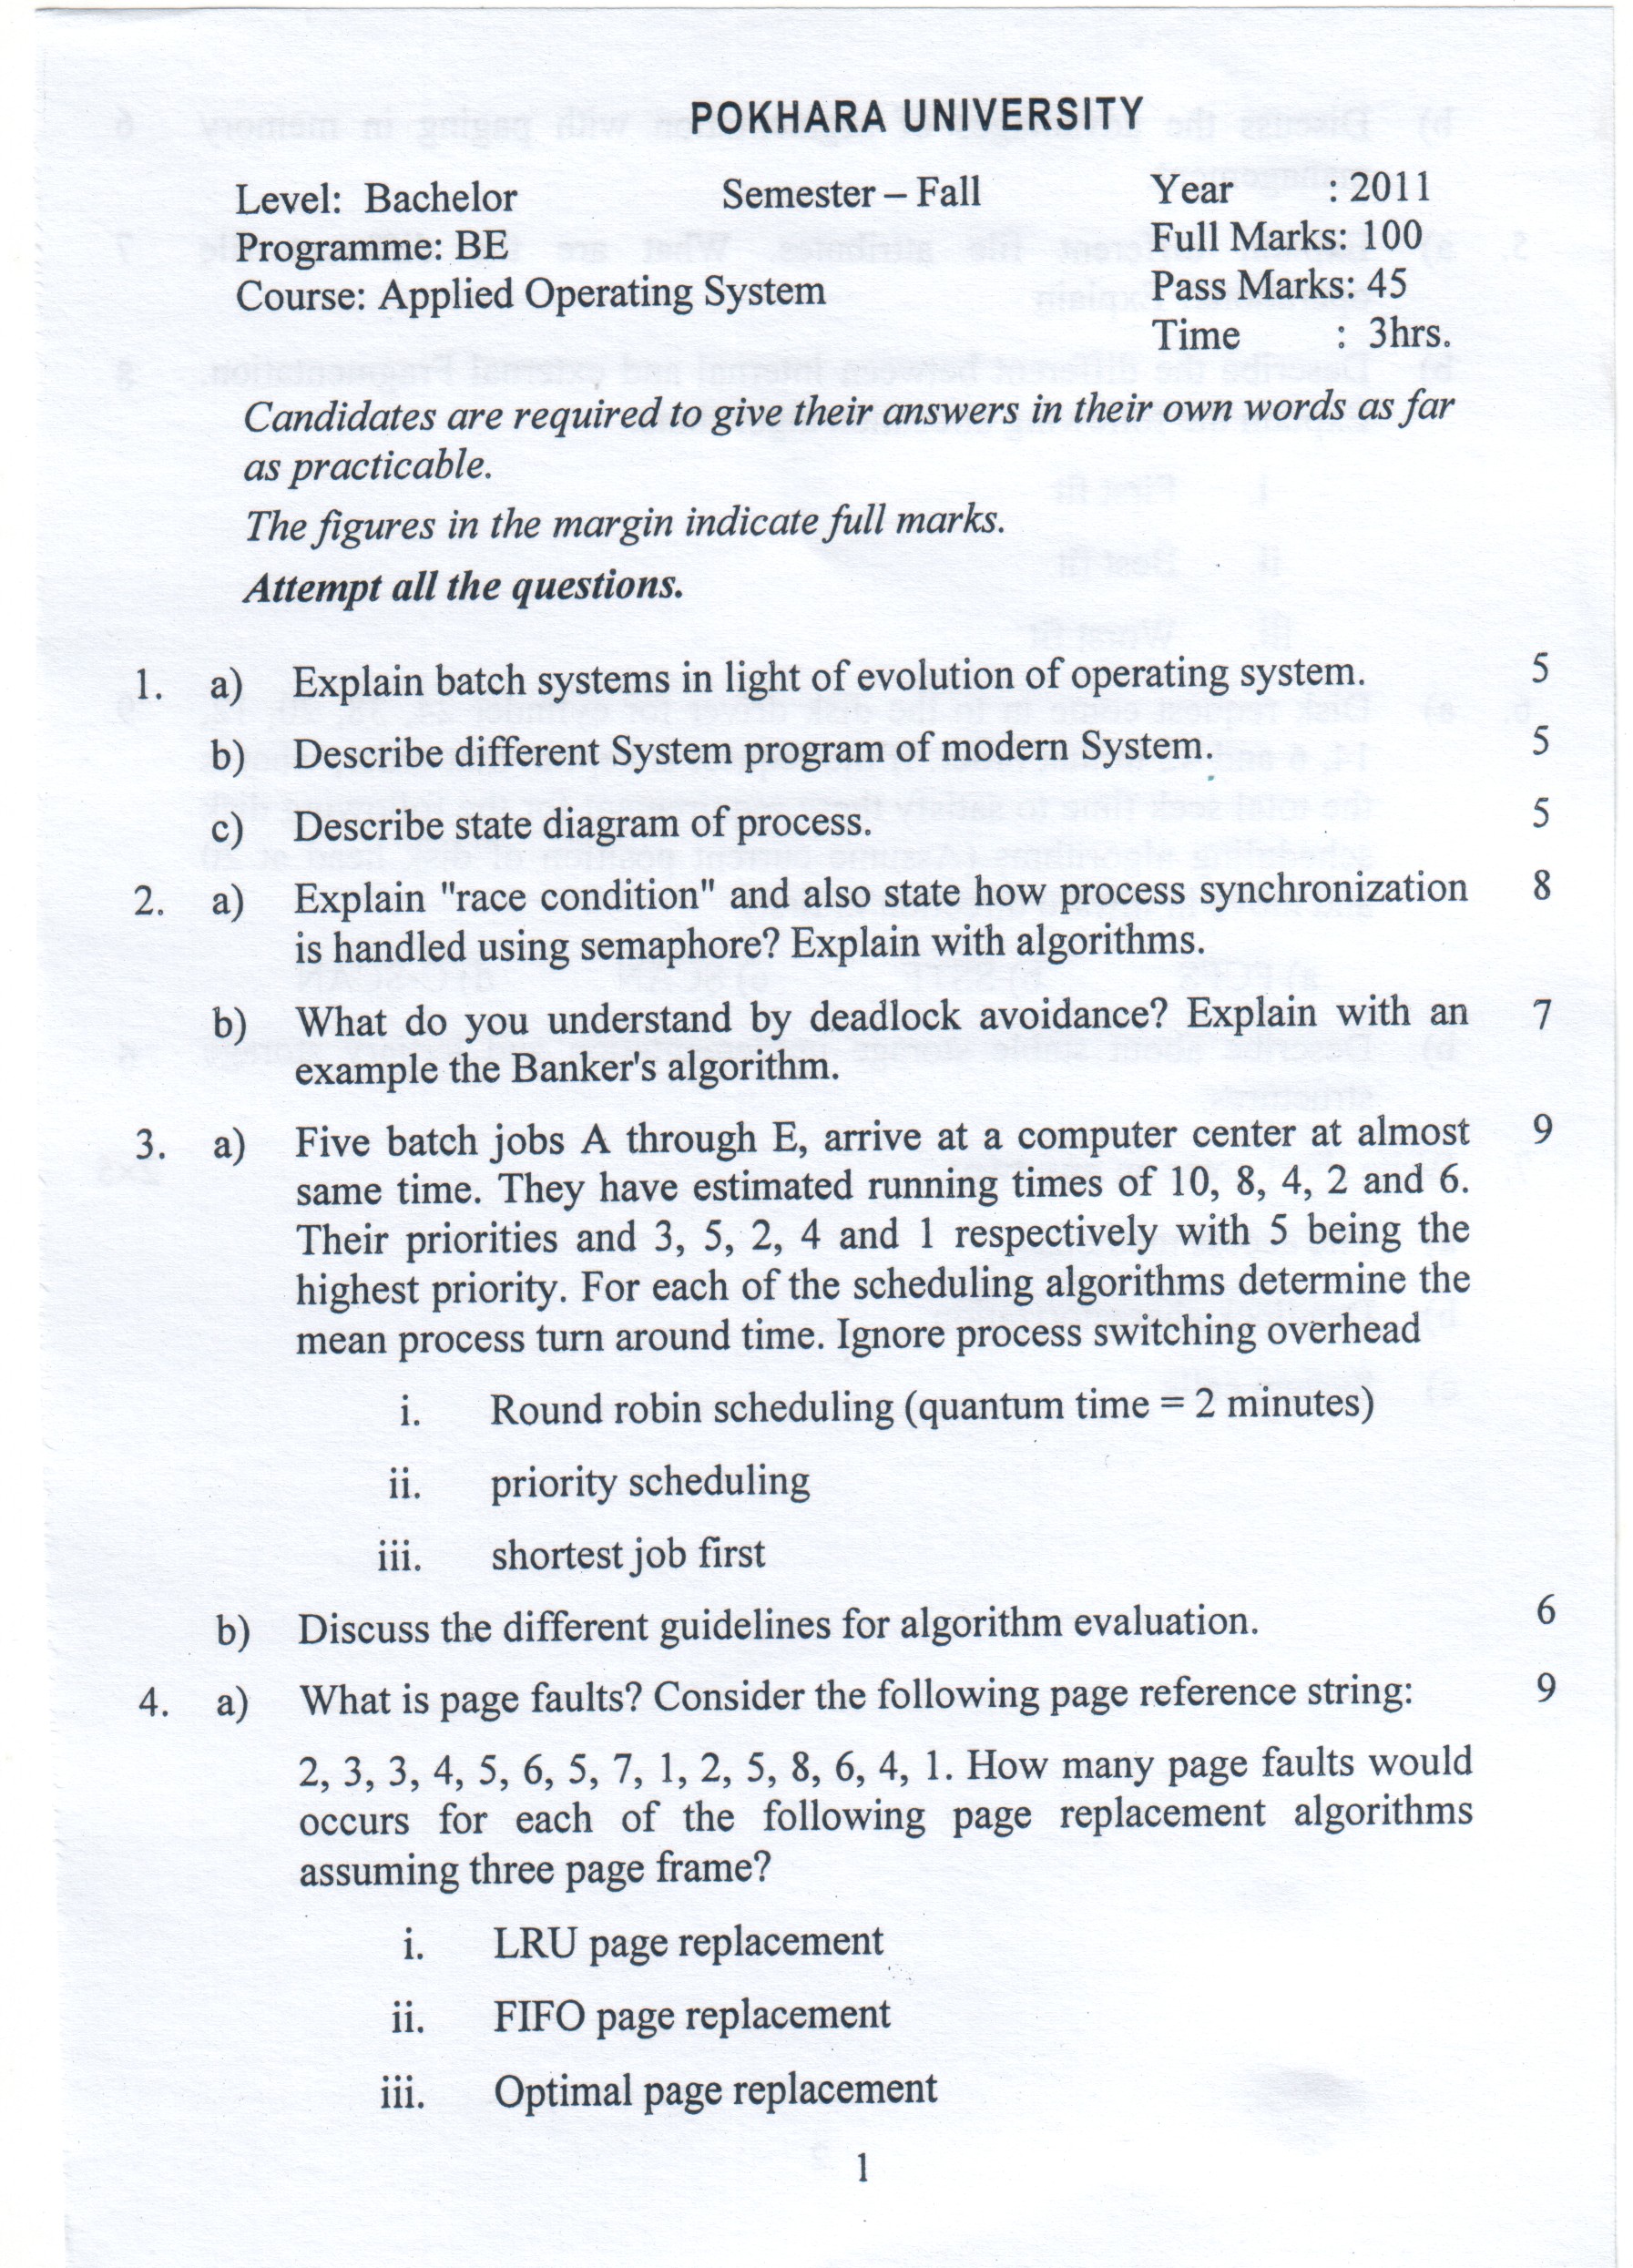 POKHARA UNIVERSITY
Level: Bachelor Semester – Fall Year : 2011
Programme: BE Full Marks: 100
Course: Applied Operating System Pass Marks: 45
Time : 3hrs.
Candidates are required to give their answers in their own words as far
as practicable.
The figures in the margin indicate full marks.
Attempt all the questions.
1. a) Explain batch systems in light of evolution of operating system. 5
b) Describe different System program of modern System. 5
c) Describe state diagram of process. 5
2. a) Explain "race condition" and also state how process synchronization 8
is handled using semaphore? Explain with algorithms.
b) What do you understand by deadlock avoidance? Explain with an 7
example the Banker's algorithm.
3. a) Five batch jobs A through E, arrive at a computer center at almost 9
same time. They have estimated running times of 10, 8, 4, 2 and 6.
Their priorities and 3, 5, 2, 4 and 1 respectively with 5 being the
highest priority. For each of the scheduling algorithms determine the
mean process turn around time. Ignore process switching overhead
i. Round robin scheduling (quantum time = 2 minutes)
ii. priority scheduling
iii. shortest job first
b) Discuss the different guidelines for algorithm evaluation. 6
4. a) What is page faults? Consider the following page reference string: 9
2, 3, 3, 4, 5, 6, 5, 7, 1, 2, 5, 8, 6, 4, 1. How many page faults would
occurs for each of the following page replacement algorithms
assuming three page frame?
i. LRU page replacement
ii. FIFO page replacement
iii. Optimal page replacement
1